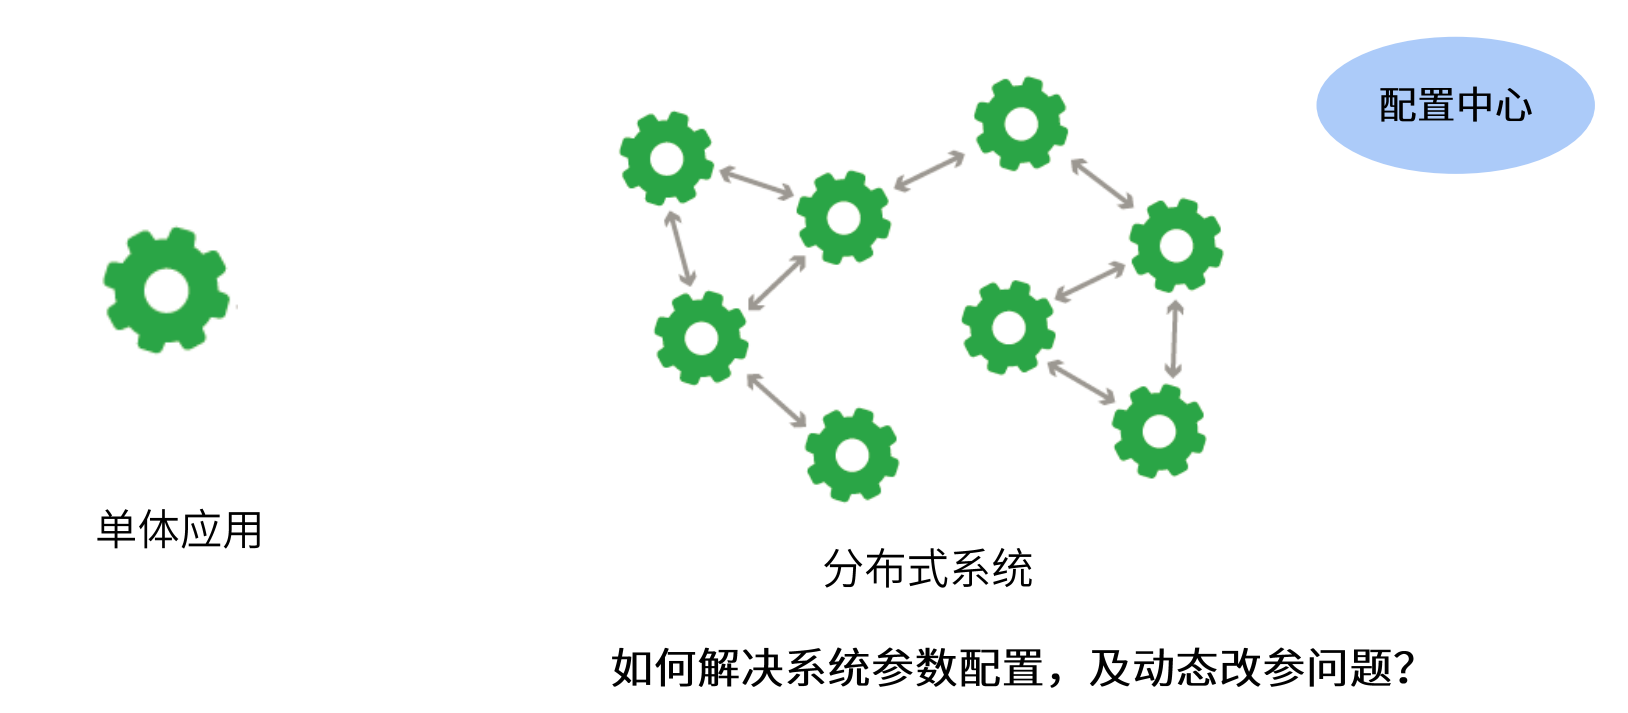 配置中心
单体应用
分布式系统
如何解决系统参数配置，及动态改参问题？